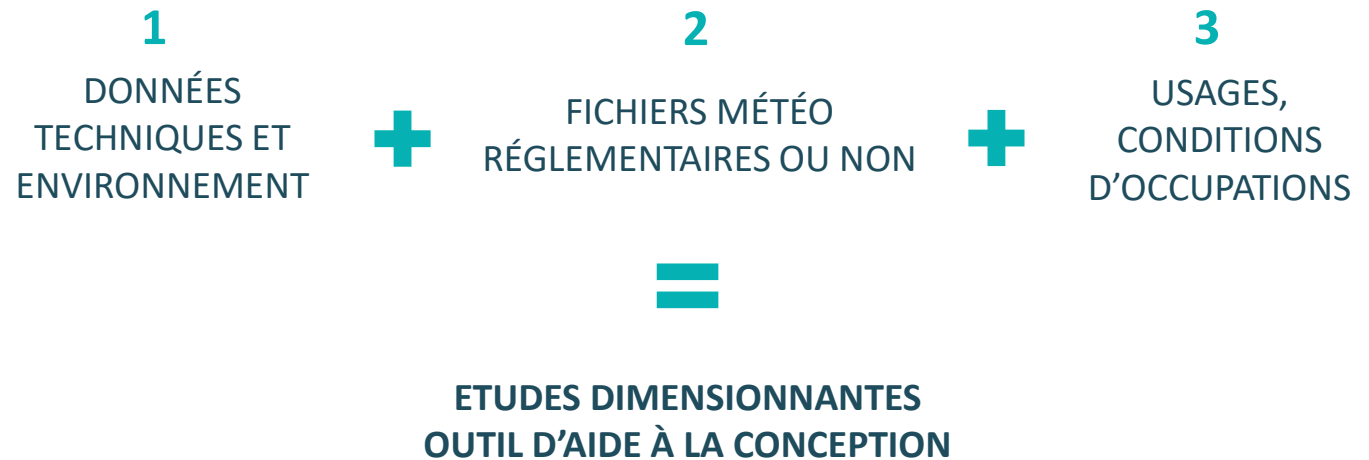 1
DONNÉES
TECHNIQUES ET
ENVIRONNEMENT
2
FICHIERS MÉTÉO
RÉGLEMENTAIRES OU NON
3
USAGES,
CONDITIONS
D’OCCUPATIONS
ETUDES DIMENSIONNANTES
OUTIL D’AIDE À LA CONCEPTION